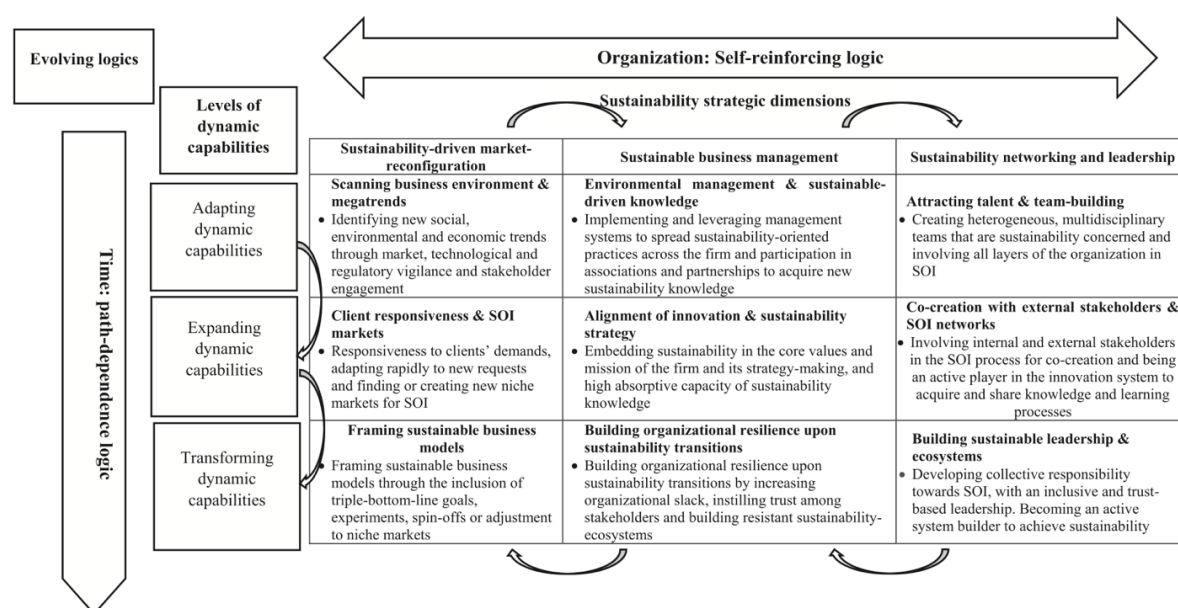 Evolving logics
Organization: Self-reinforcing logic
Levels of
dynamic
capabilities
Sustainability strategic dimensions
Sustainability-driven market-
reconfiguration
Sustainable business management
Sustainability networking and leadership
Time: path-dependence logic
Adapting
dynamic
capabilities
Scanning business environment &
megatrends
• Identifying new social,
environmental and economic trends
through market, technological and
regulatory vigilance and stakeholder
engagement
Environmental management & sustainable-
driven knowledge
• Implementing and leveraging management
systems to spread sustainability-oriented
practices across the firm and participation in
associations and partnerships to acquire new
sustainability knowledge
Attracting talent & team-building
• Creating heterogeneous, multidisciplinary
teams that are sustainability concerned and
involving all layers of the organization in
SOI
Expanding
dynamic
capabilities
Client responsiveness & SOI
markets
• Responsiveness to clients’ demands,
adapting rapidly to new requests
and finding or creating new niche
markets for SOI
Alignment of innovation & sustainability
strategy
• Embedding sustainability in the core values and
mission of the firm and its strategy-making, and
high absorptive capacity of sustainability
knowledge
Co-creation with external stakeholders &
SOI networks
• Involving internal and external stakeholders
in the SOI process for co-creation and being
an active player in the innovation system to
acquire and share knowledge and learning
processes
Transforming
dynamic
capabilities
Framing sustainable business
models
• Framing sustainable business
models through the inclusion of
triple-bottom-line goals,
experiments, spin-offs or adjustment
to niche markets
Building organizational resilience upon
sustainability transitions
• Building organizational resilience upon
sustainability transitions by increasing
organizational slack, instilling trust among
stakeholders and building resistant sustainability-
ecosystems
Building sustainable leadership &
ecosystems
• Developing collective responsibility
towards SOI, with an inclusive and trust-
based leadership. Becoming an active
system builder to achieve sustainability